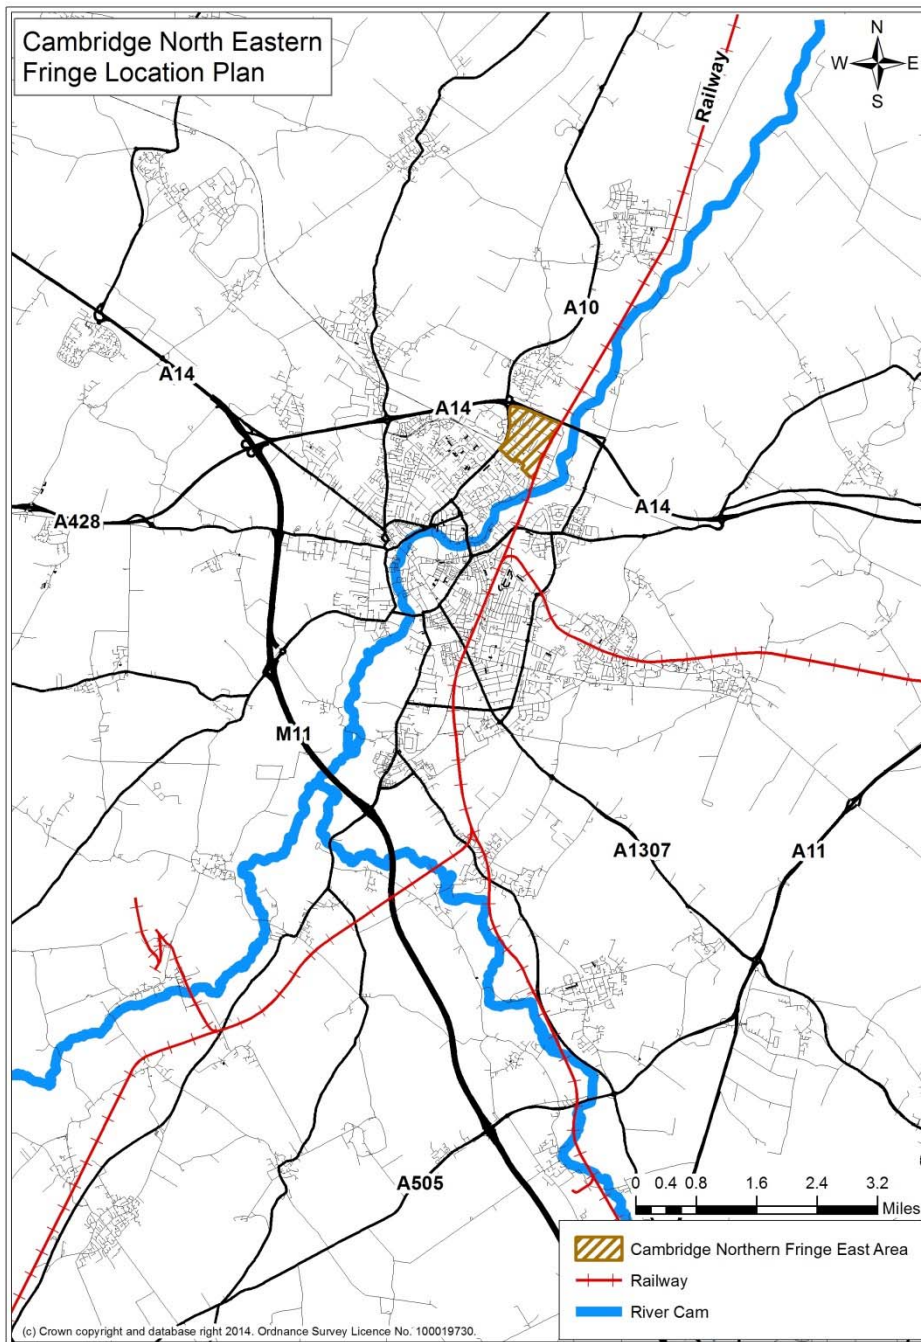 Cambridge North Eastern
Fringe Location Plan
N
W E
S
Railway
A10
A14
A14
A428
A14
M11
A1307
A11
A505
0 0.4 0.8 1.6 2.4 3.2
Miles
Cambridge Northern Fringe East Area
Railway
River Cam
(c) Crown copyright and database right 2014. Ordnance Survey Licence No. 100019730.